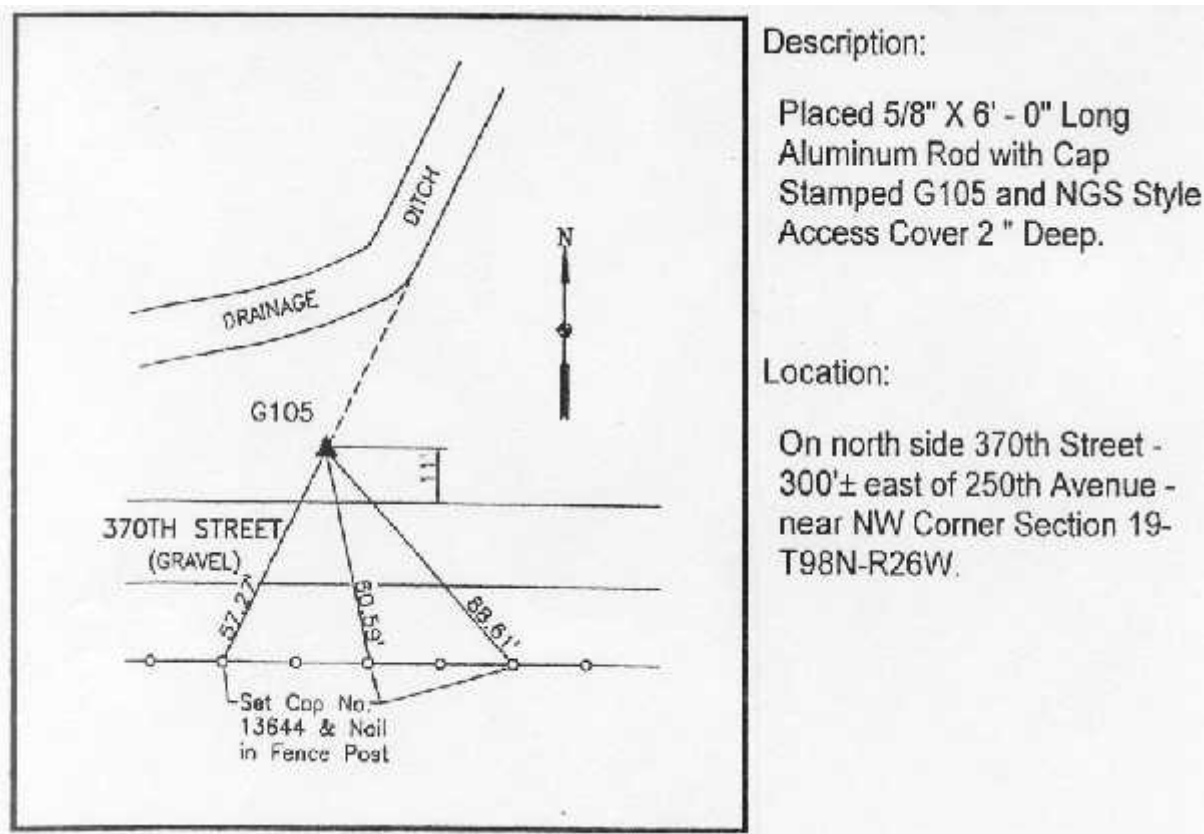 DITCH
DRAINAGE
N
G105
11'
370TH STREET
(GRAVEL)
57.27'
60.59'
88.61'
Set Cap No.
13644 & Nail
in Fence Post
Description:
Placed 5/8" X 6' - 0" Long
Aluminum Rod with Cap
Stamped G105 and NGS Style
Access Cover 2 " Deep.
Location:
On north side 370th Street -
300'± east of 250th Avenue -
near NW Corner Section 19-
T98N-R26W.